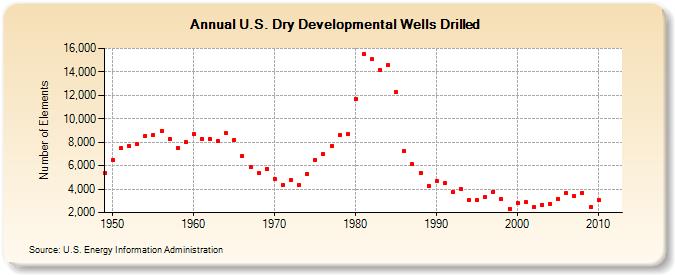 Annual U.S. Dry Developmental Wells Drilled
Number of Elements
16,000
14,000
12,000
10,000
8,000
6,000
4,000
2,000
1950 1960 1970 1980 1990 2000 2010
Source: U.S. Energy Information Administration